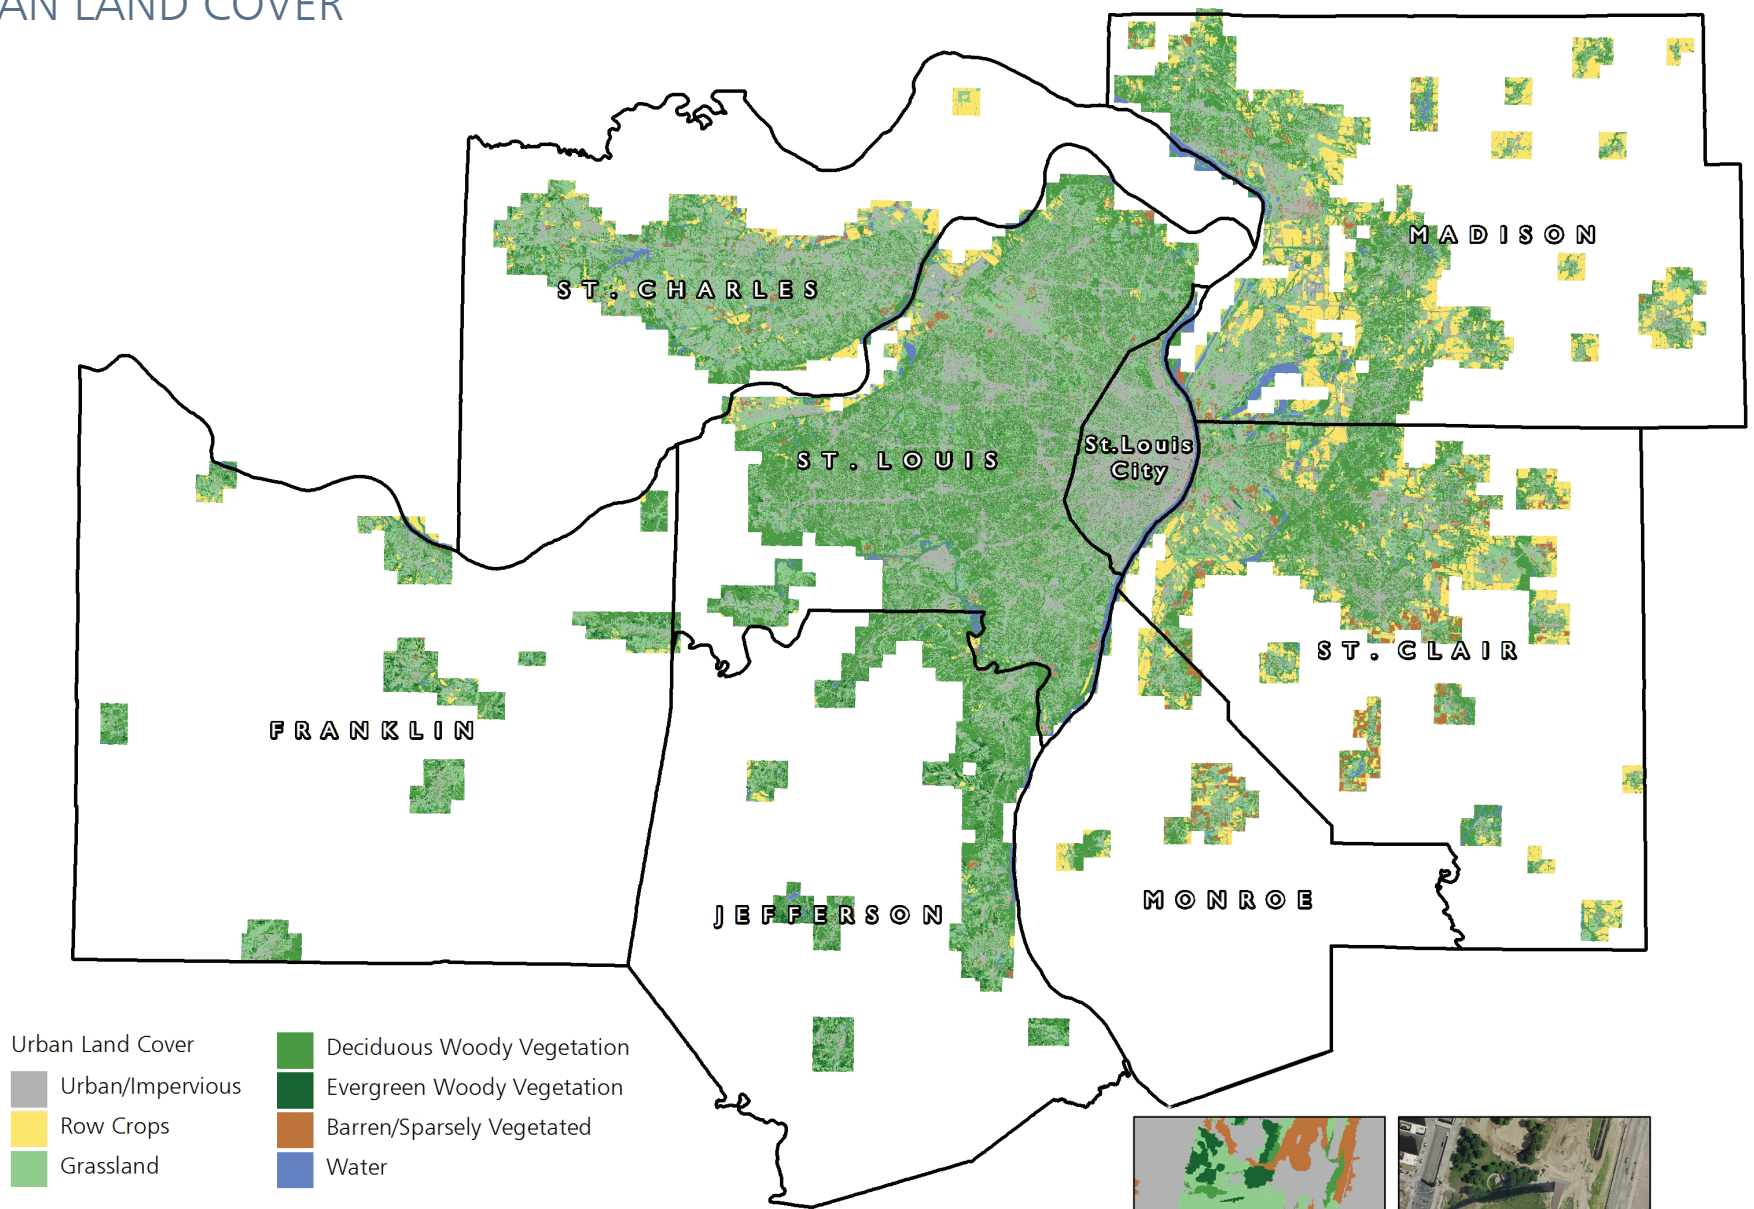 AN LAND COVER
MADISON
ST. CHARLES
St.Louis
City
ST. LOUIS
ST. CLAIR
FRANKLIN
JEFFERSON
MONROE
Urban Land Cover
Urban/Impervious
Row Crops
Grassland
Deciduous Woody Vegetation
Evergreen Woody Vegetation
Barren/Sparsely Vegetated
Water